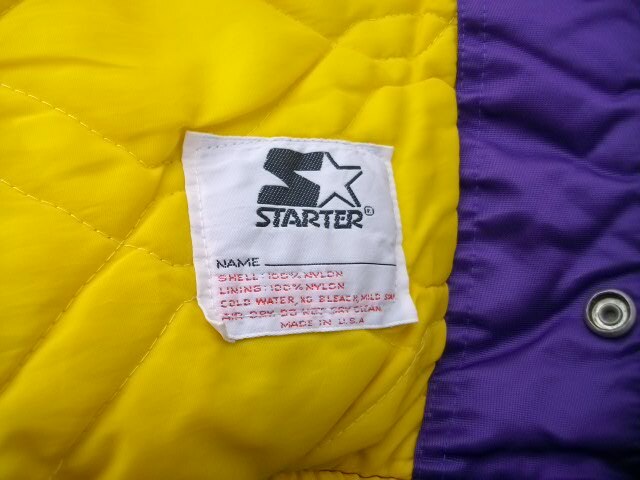 STARTER®
NAME
SHELL: 100% NYLON
LINING: 100% NYLON
COLD WATER, NO BLEACH, MILD
AIR DRY. DO NOT DRY CLEAN
MADE IN U.S.A